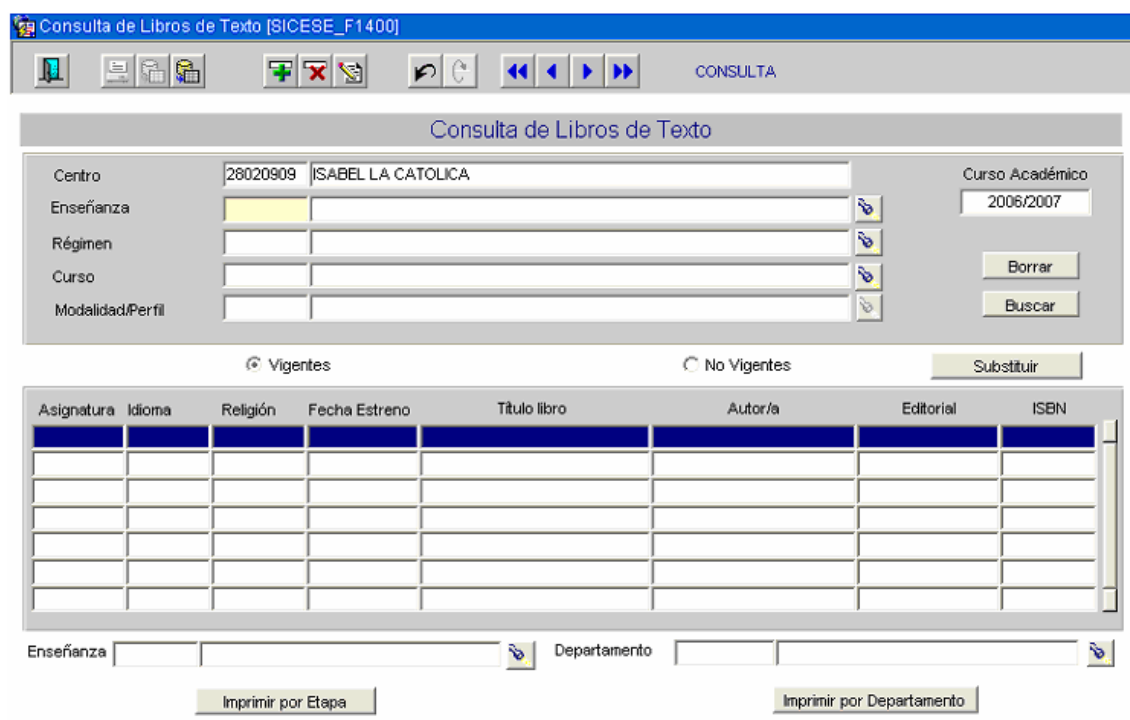 Consulta de Libros de Texto [SICESE_F1400]
CONSULTA
Consulta de Libros de Texto
Centro 28020909 ISABEL LA CATOLICA Curso Académico
Enseñanza 2006/2007
Régimen
Curso Borrar
Modalidad/Perfil Buscar
Vigentes No Vigentes Substituir
Asignatura Idioma Religión Fecha Estreno Título libro Autor/a Editorial ISBN
Enseñanza Departamento
Imprimir por Etapa Imprimir por Departamento